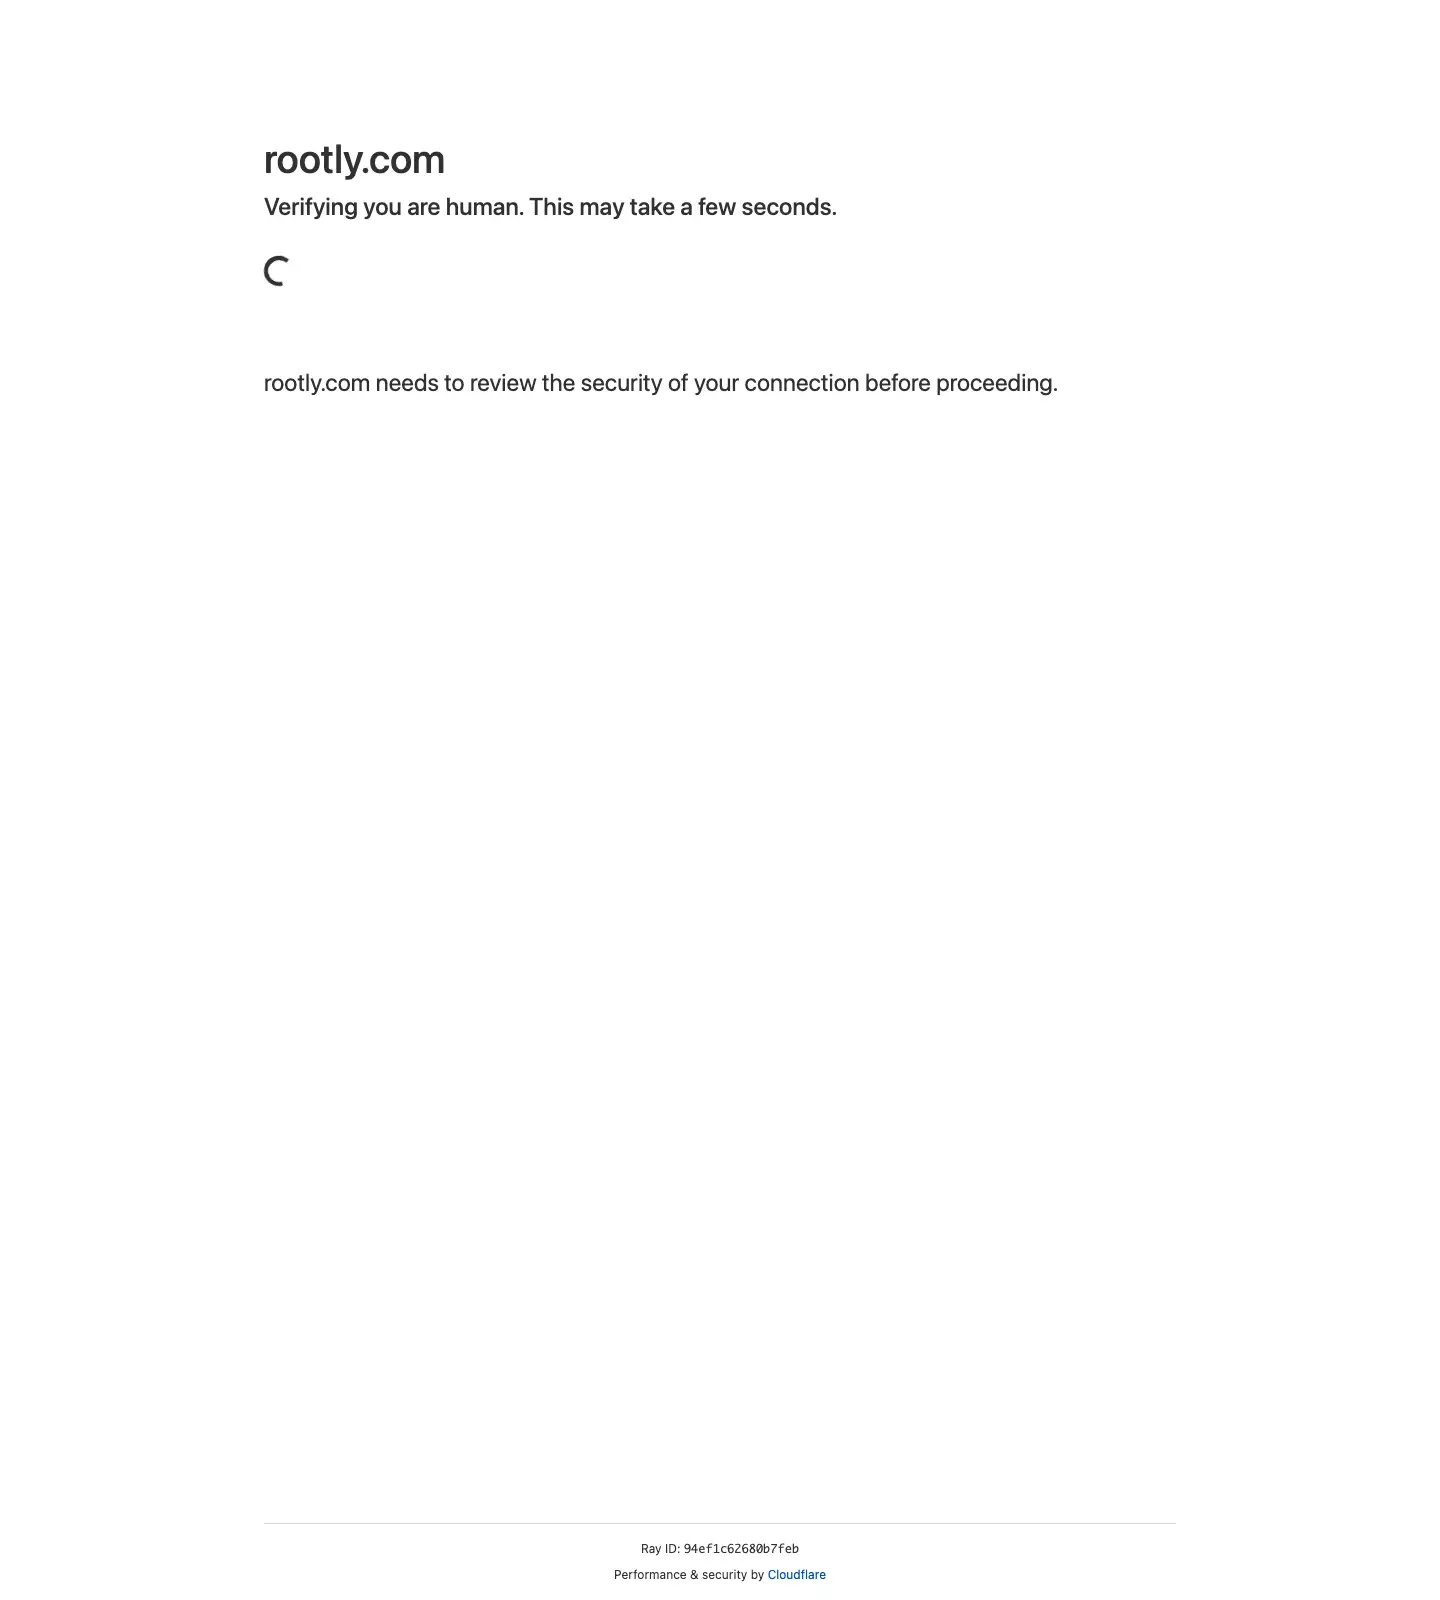 rootly.com
Verifying you are human. This may take a few seconds.
rootly.com needs to review the security of your connection before proceeding.
Ray ID: 94ef1c62680b7feb
Performance & security by Cloudflare